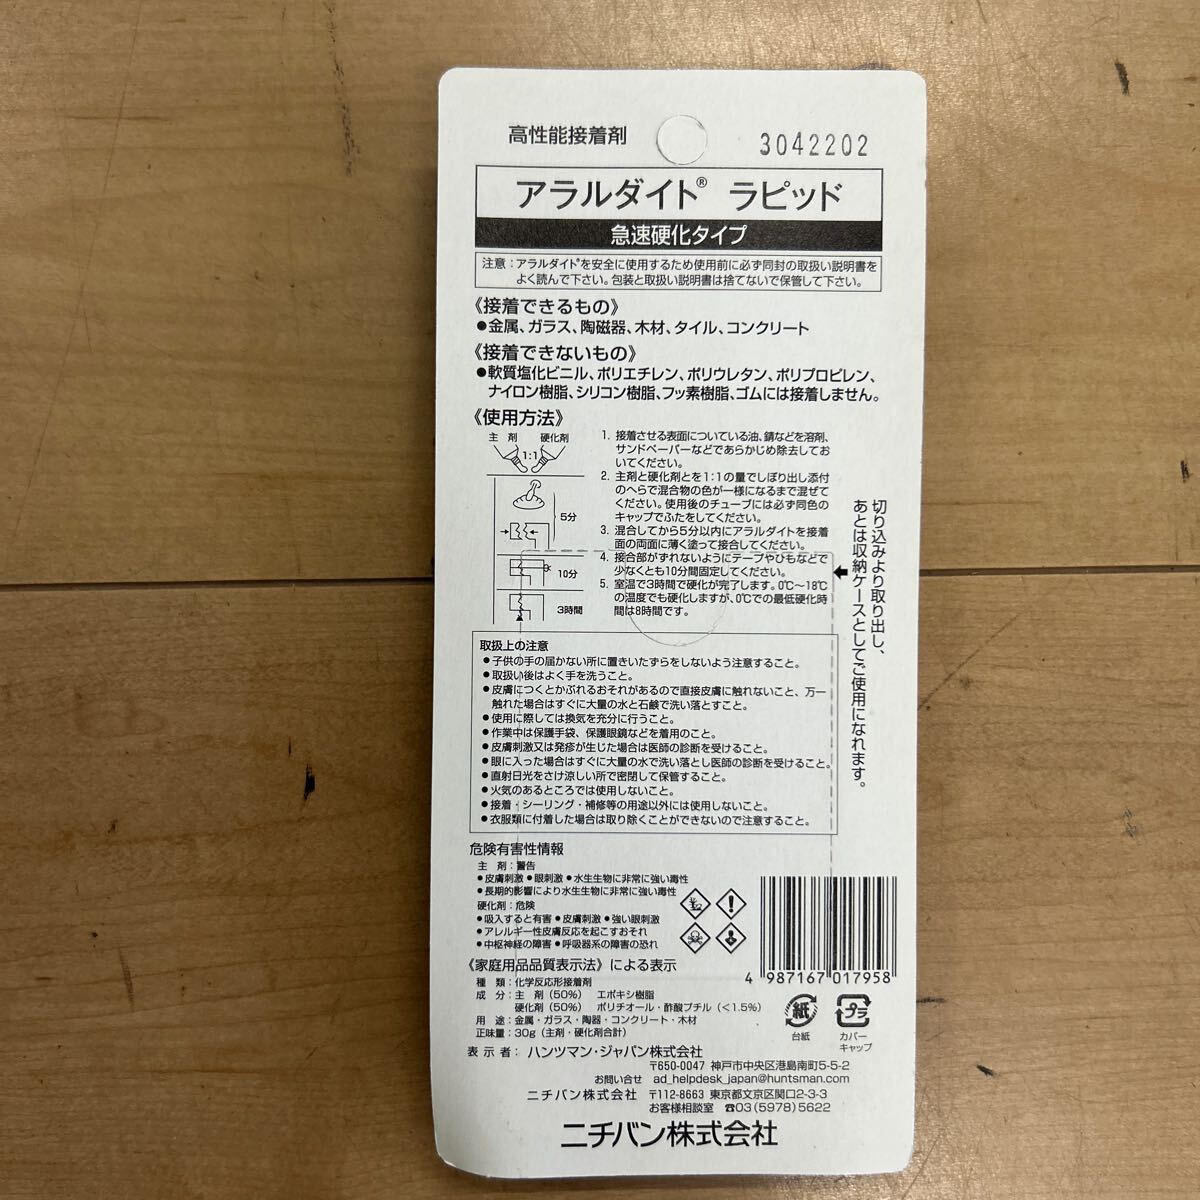 高性能接着剤
3042202
アラルダイト® ラピッド
急速硬化タイプ
注意：アラルダイト®を安全に使用するため使用前に必ず同封の取扱い説明書を
よく読んで下さい。包装と取扱い説明書は捨てないで保管して下さい。
《接着できるもの》
●金属、ガラス、陶磁器、木材、タイル、コンクリート
《接着できないもの》
●軟質塩化ビニル、ポリエチレン、ポリウレタン、ポリプロピレン、
ナイロン樹脂、シリコン樹脂、フッ素樹脂、ゴムには接着しません。
《使用方法》
主 剤 硬化剤
1:1
5分
10分
3時間
1. 接着させる表面についている油、錆などを溶剤、
サンドペーパーなどであらかじめ除去してお
いてください。
2. 主剤と硬化剤とを1:1の量でしぼり出し添付
のへらで混合物の色が一様になるまで混ぜて
ください。使用後のチューブには必ず同色の
キャップでふたをしてください。
3. 混合してから5分以内にアラルダイトを接着
面の両面に薄く塗って接合してください。
4. 接合部がずれないようにテープやひもなどで
少なくとも10分間固定してください。
5. 室温で3時間で硬化が完了します。0℃〜18℃
の温度でも硬化しますが、0℃での最低硬化時
間は8時間です。
切り込みより取り出し、
あとは収納ケースとしてご使用になれます。
取扱上の注意
●子供の手の届かない所に置きいたずらをしないよう注意すること。
●取扱い後はよく手を洗うこと。
●皮膚につくとかぶれるおそれがあるので直接皮膚に触れないこと、万一
触れた場合はすぐに大量の水と石鹸で洗い落とすこと。
●使用に際しては換気を充分に行うこと。
●作業中は保護手袋、保護眼鏡などを着用のこと。
●皮膚刺激又は発疹が生じた場合は医師の診断を受けること。
●眼に入った場合はすぐに大量の水で洗い落とし医師の診断を受けること。
●直射日光をさけ涼しい所で密閉して保管すること。
●火気のあるところでは使用しないこと。
●接着・シーリング・補修等の用途以外には使用しないこと。
●衣服類に付着した場合は取り除くことができないので注意すること。
危険有害性情報
主 剤：警告
●皮膚刺激 ●眼刺激 ●水生生物に非常に強い毒性
●長期的影響により水生生物に非常に強い毒性
硬化剤：危険
●吸入すると有害 ●皮膚刺激 ●強い眼刺激
●アレルギー性皮膚反応を起こすおそれ
●中枢神経の障害 ●呼吸器系の障害の恐れ
《家庭用品品質表示法》による表示
種 類：化学反応形接着剤
成 分：主 剤（50%） エポキシ樹脂
硬化剤（50%） ポリチオール・酢酸ブチル（<1.5%）
用 途：金属・ガラス・陶器・コンクリート・木材
正味量：30g（主剤・硬化剤合計）
4 987167 017958
紙
台紙
プラ
カバー
キャップ
表 示 者：ハンツマン・ジャパン株式会社
〒650-0047 神戸市中央区港島南町5-5-2
お問い合せ ad_helpdesk_japan@huntsman.com
ニチバン株式会社 〒112-8663 東京都文京区関口2-3-3
お客様相談室 ☎03(5978)5622
ニチバン株式会社